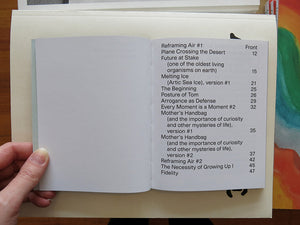 Reframing Air #1 Front
Plane Crossing the Desert 12
Future at Stake
(one of the oldest living
organisms on earth) 15
Melting Ice
(Artic Sea Ice), version #1 21
The Beginning 25
Posture of Tom 26
Arrogance as Defense 29
Every Moment is a Moment #2 32
Mother's Handbag
(and the importance of curiosity
and other mysteries of life),
version #1 35
Mother's Handbag
(and the importance of curiosity
and other mysteries of life),
version #2 37
Reframing Air #2 42
The Necessity of Growing Up I 45
Fidelity 47